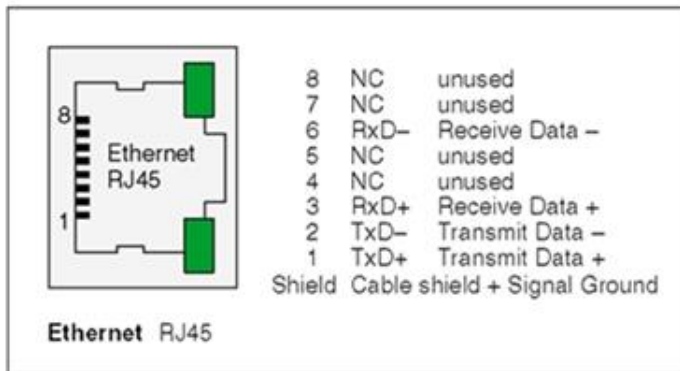 8
Ethernet
RJ45
1
8 NC unused
7 NC unused
6 RxD– Receive Data –
5 NC unused
4 NC unused
3 RxD+ Receive Data +
2 TxD– Transmit Data –
1 TxD+ Transmit Data +
Shield Cable shield + Signal Ground
Ethernet RJ45